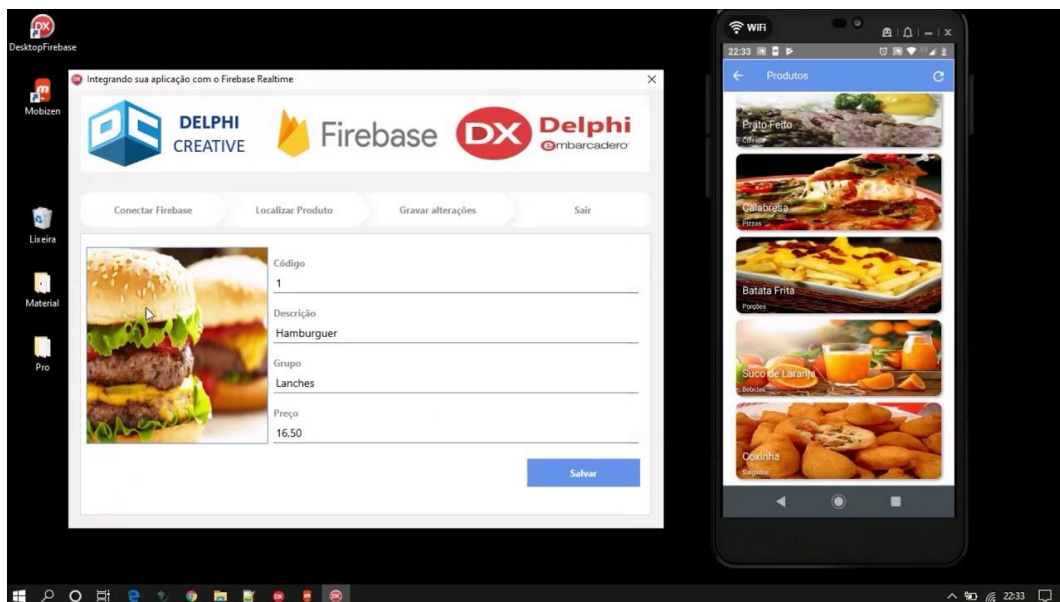 DesktopFirebase
Mobizen
Lixeira
Material
Pro
Integrando sua aplicação com o Firebase Realtime
DELPHI
CREATIVE
Firebase
DX
Delphi
embarcadero
Conectar Firebase
Localizar Produto
Gravar alterações
Sair
Código
1
Descrição
Hamburguer
Grupo
Lanches
Preço
16,50
Salvar
WiFi
22:33
Produtos
Prato Feito
Calabresa
Pizzas
Batata Frita
Porções
Suco de Laranja
Bebidas
Coxinha
Salgados
22:33